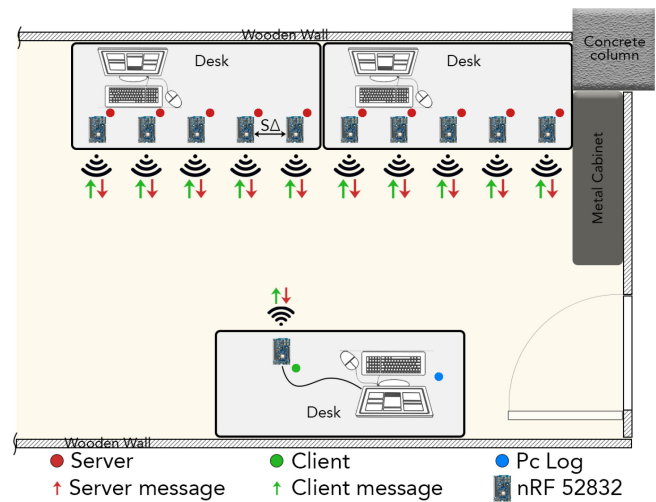 Wooden Wall
Concrete
column
Desk
Desk
SΔ
Metal Cabinet
Desk
Wooden Wall
Server
Client
Pc Log
Server message
Client message
nRF 52832